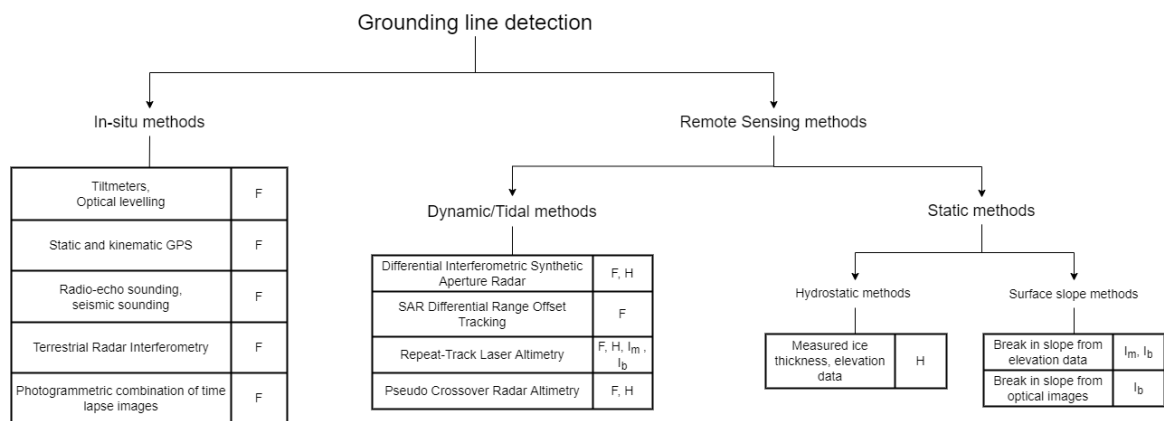 Grounding line detection
In-situ methods
Remote Sensing methods
Tiltmeters,
Optical levelling
F
Static and kinematic GPS
F
Radio-echo sounding,
seismic sounding
F
Terrestrial Radar Interferometry
F
Photogrammetric combination of time
lapse images
F
Dynamic/Tidal methods
Differential Interferometric Synthetic
Aperture Radar
F, H
SAR Differential Range Offset
Tracking
F
Repeat-Track Laser Altimetry
F, H, Iₘ ,
I_b
Pseudo Crossover Radar Altimetry
F, H
Static methods
Hydrostatic methods
Measured ice
thickness, elevation
data
H
Surface slope methods
Break in slope from
elevation data
Iₘ, I_b
Break in slope from
optical images
I_b